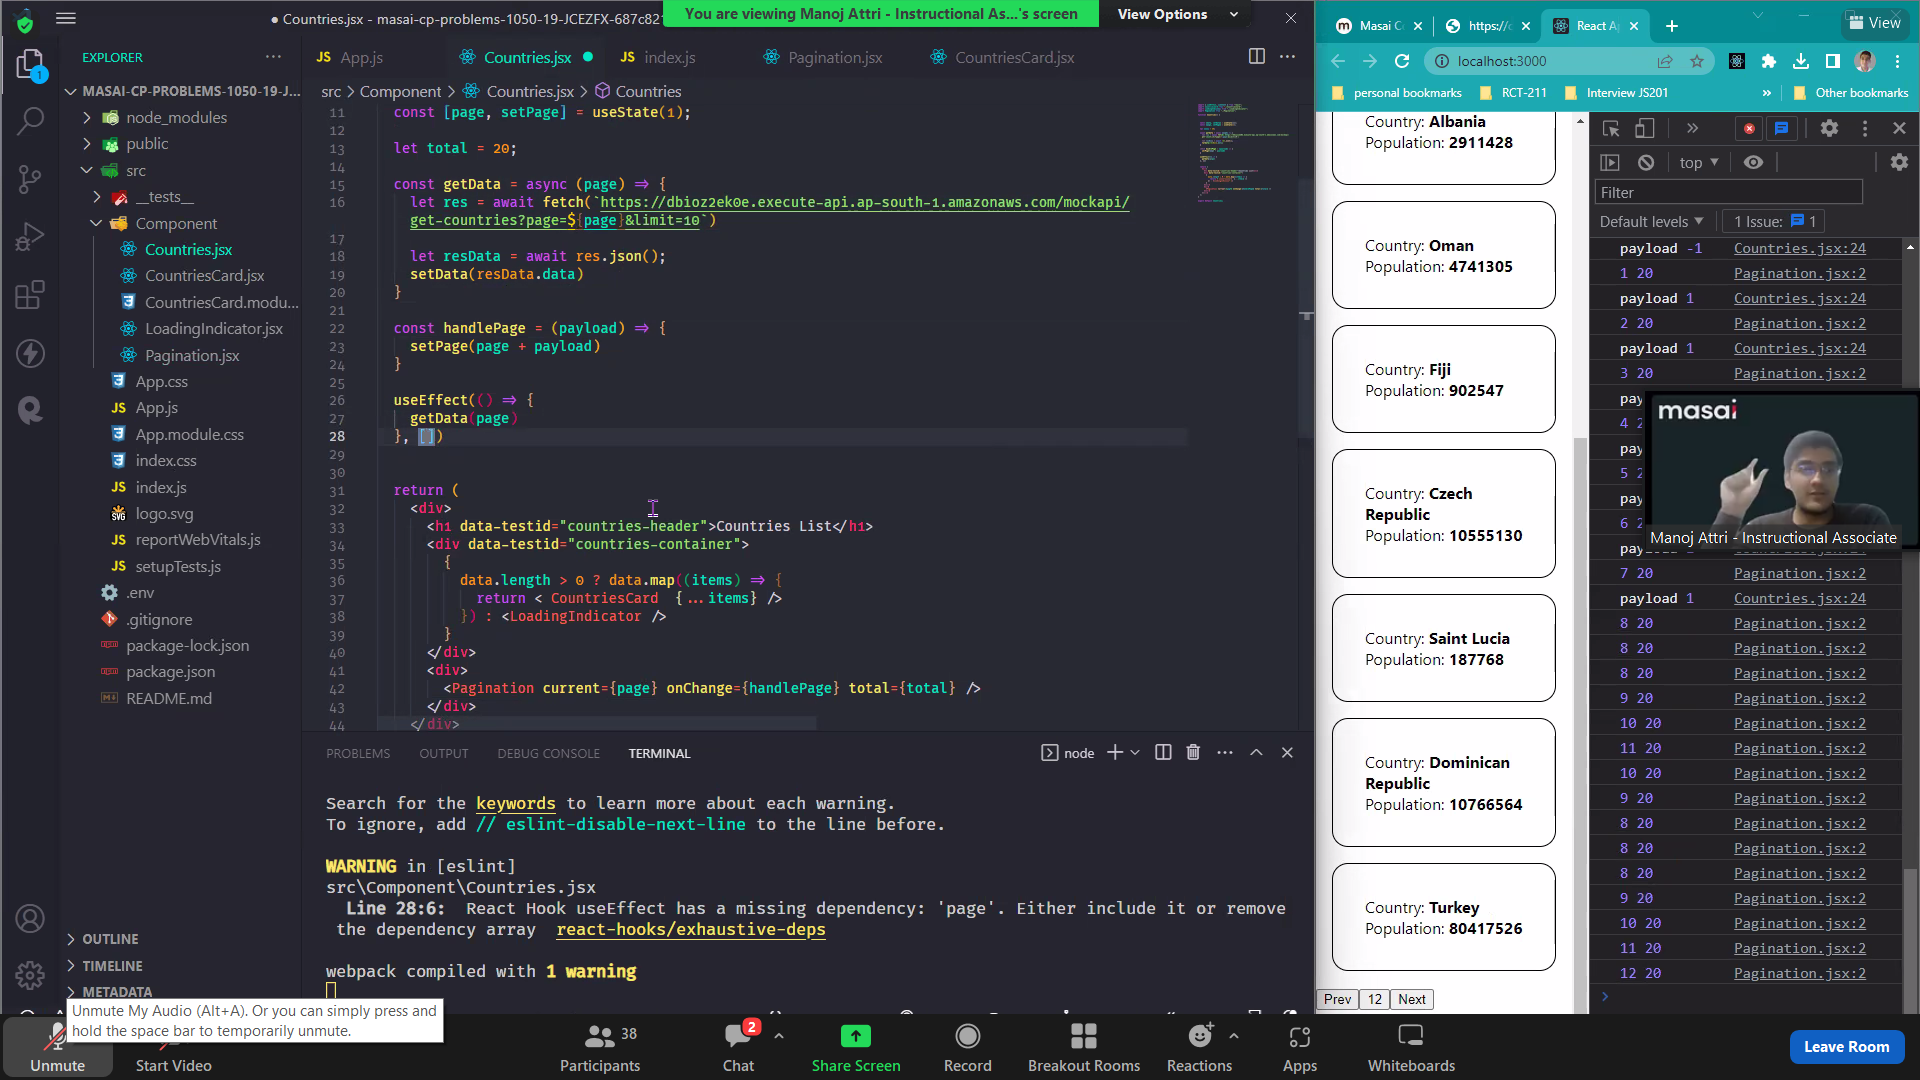 ● Countries.jsx - masai-cp-problems-1050-19-JCEZFX-687c82
You are viewing Manoj Attri - Instructional As...'s screen
View Options
EXPLORER
MASAI-CP-PROBLEMS-1050-19-J...
node_modules
public
src
__tests__
Component
Countries.jsx
CountriesCard.jsx
CountriesCard.modu...
LoadingIndicator.jsx
Pagination.jsx
App.css
App.js
App.module.css
index.css
index.js
logo.svg
reportWebVitals.js
setupTests.js
.env
.gitignore
package-lock.json
package.json
README.md
OUTLINE
TIMELINE
METADATA
App.js
Countries.jsx
index.js
Pagination.jsx
CountriesCard.jsx
src > Component > Countries.jsx > Countries
11 const [page, setPage] = useState(1);
12
13 let total = 20;
14
15 const getData = async (page) => {
16 let res = await fetch(`https://dbioz2ek0e.execute-api.ap-south-1.amazonaws.com/mockapi/
get-countries?page=${page}&limit=10`)
17
18 let resData = await res.json();
19 setData(resData.data)
20 }
21
22 const handlePage = (payload) => {
23 setPage(page + payload)
24 }
25
26 useEffect(() => {
27 getData(page)
28 }, [])
29
30
31 return (
32 <div>
33 <h1 data-testid="countries-header">Countries List</h1>
34 <div data-testid="countries-container">
35 {
36 data.length > 0 ? data.map((items) => {
37 return < CountriesCard {...items} />
38 }) : <LoadingIndicator />
39 }
40 </div>
41 <div>
42 <Pagination current={page} onChange={handlePage} total={total} />
43 </div>
44 </div>
PROBLEMS
OUTPUT
DEBUG CONSOLE
TERMINAL
node
Search for the keywords to learn more about each warning.
To ignore, add // eslint-disable-next-line to the line before.
WARNING in [eslint]
src\Component\Countries.jsx
Line 28:6: React Hook useEffect has a missing dependency: 'page'. Either include it or remove
the dependency array react-hooks/exhaustive-deps
webpack compiled with 1 warning
Masai C
https://c
React A
View
localhost:3000
personal bookmarks
RCT-211
Interview JS201
Other bookmarks
Country: Albania
Population: 2911428
Country: Oman
Population: 4741305
Country: Fiji
Population: 902547
Country: Czech
Republic
Population: 10555130
Country: Saint Lucia
Population: 187768
Country: Dominican
Republic
Population: 10766564
Country: Turkey
Population: 80417526
Prev
12
Next
top
Filter
Default levels
1 Issue: 1
payload -1 Countries.jsx:24
1 20 Pagination.jsx:2
payload 1 Countries.jsx:24
2 20 Pagination.jsx:2
payload 1 Countries.jsx:24
3 20 Pagination.jsx:2
pay
4 2
pay
5 2
pay
6 2
masai
Manoj Attri - Instructional Associate
7 20 Pagination.jsx:2
payload 1 Countries.jsx:24
8 20 Pagination.jsx:2
8 20 Pagination.jsx:2
8 20 Pagination.jsx:2
9 20 Pagination.jsx:2
10 20 Pagination.jsx:2
11 20 Pagination.jsx:2
10 20 Pagination.jsx:2
9 20 Pagination.jsx:2
8 20 Pagination.jsx:2
8 20 Pagination.jsx:2
8 20 Pagination.jsx:2
9 20 Pagination.jsx:2
10 20 Pagination.jsx:2
11 20 Pagination.jsx:2
12 20 Pagination.jsx:2
Unmute My Audio (Alt+A). Or you can simply press and
hold the space bar to temporarily unmute.
Unmute
Start Video
38
Participants
2
Chat
Share Screen
Record
Breakout Rooms
Reactions
Apps
Whiteboards
Leave Room